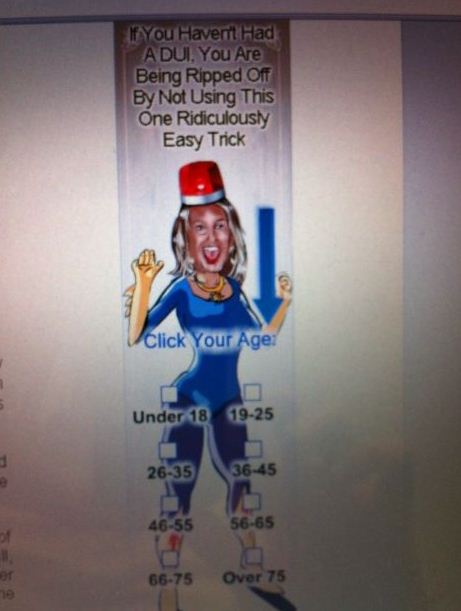 If You Haven't Had
A DUI, You Are
Being Ripped Off
By Not Using This
One Ridiculously
Easy Trick
Click Your Age:
Under 18 19-25
26-35 36-45
46-55 56-65
66-75 Over 75